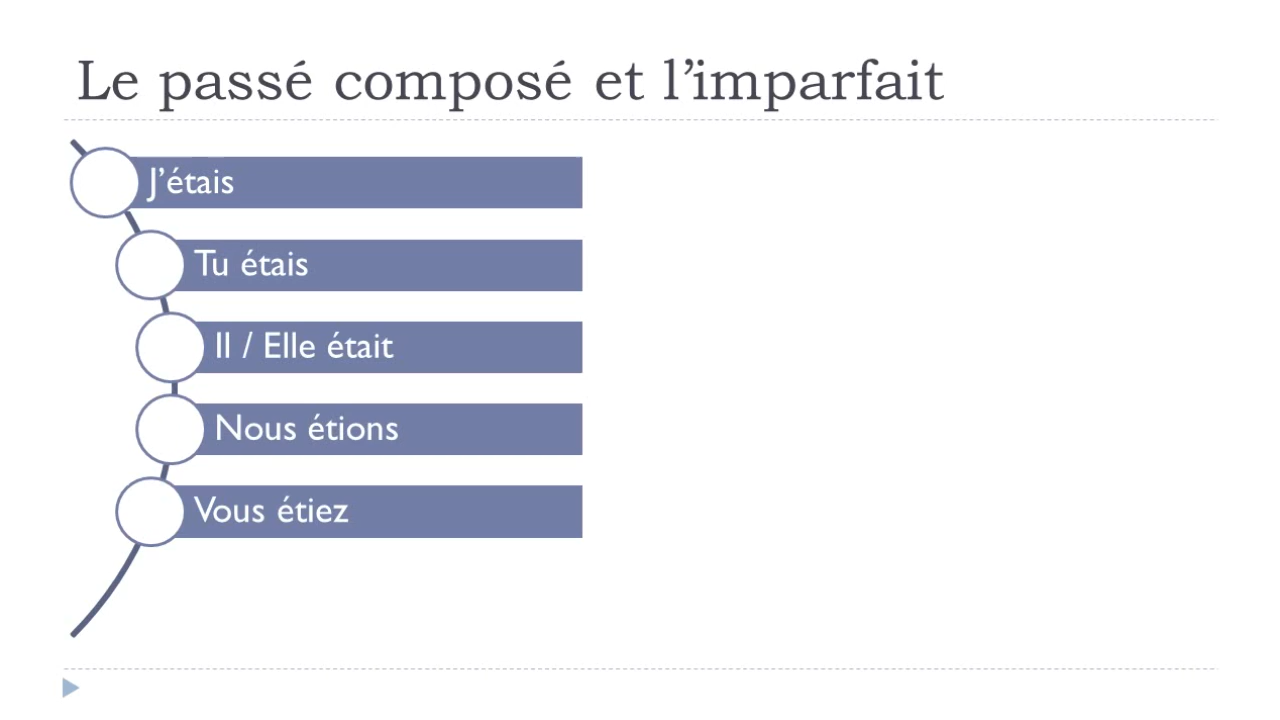 Le passé composé et l’imparfait
J’étais
Tu étais
Il / Elle était
Nous étions
Vous étiez